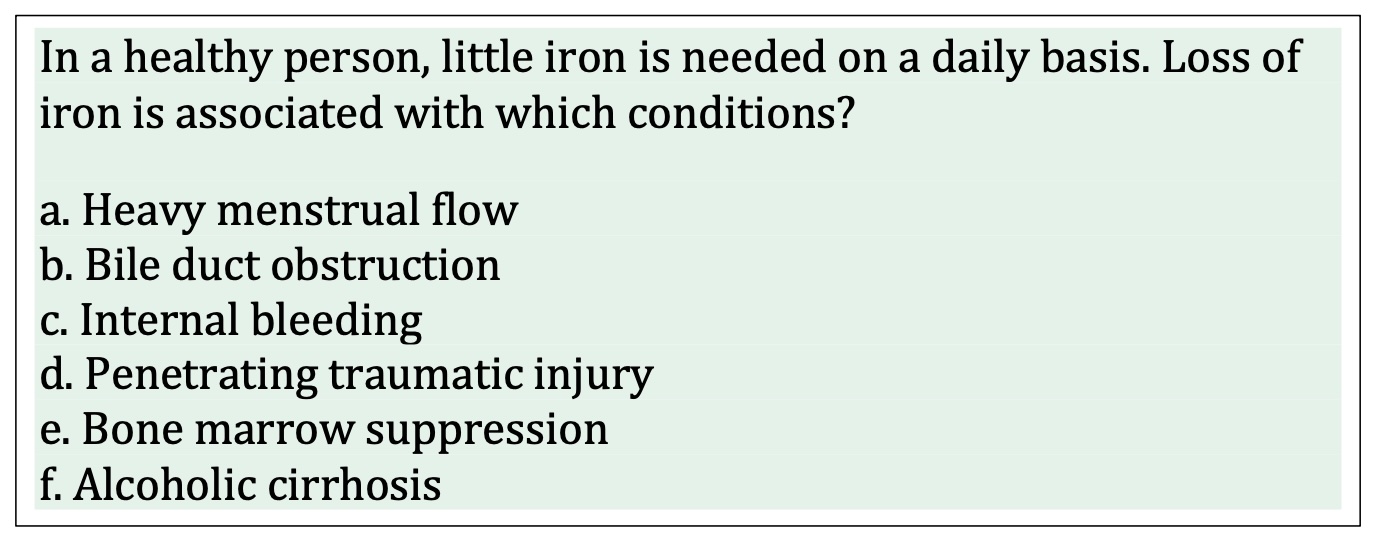 In a healthy person, little iron is needed on a daily basis. Loss of
iron is associated with which conditions?
a. Heavy menstrual flow
b. Bile duct obstruction
c. Internal bleeding
d. Penetrating traumatic injury
e. Bone marrow suppression
f. Alcoholic cirrhosis